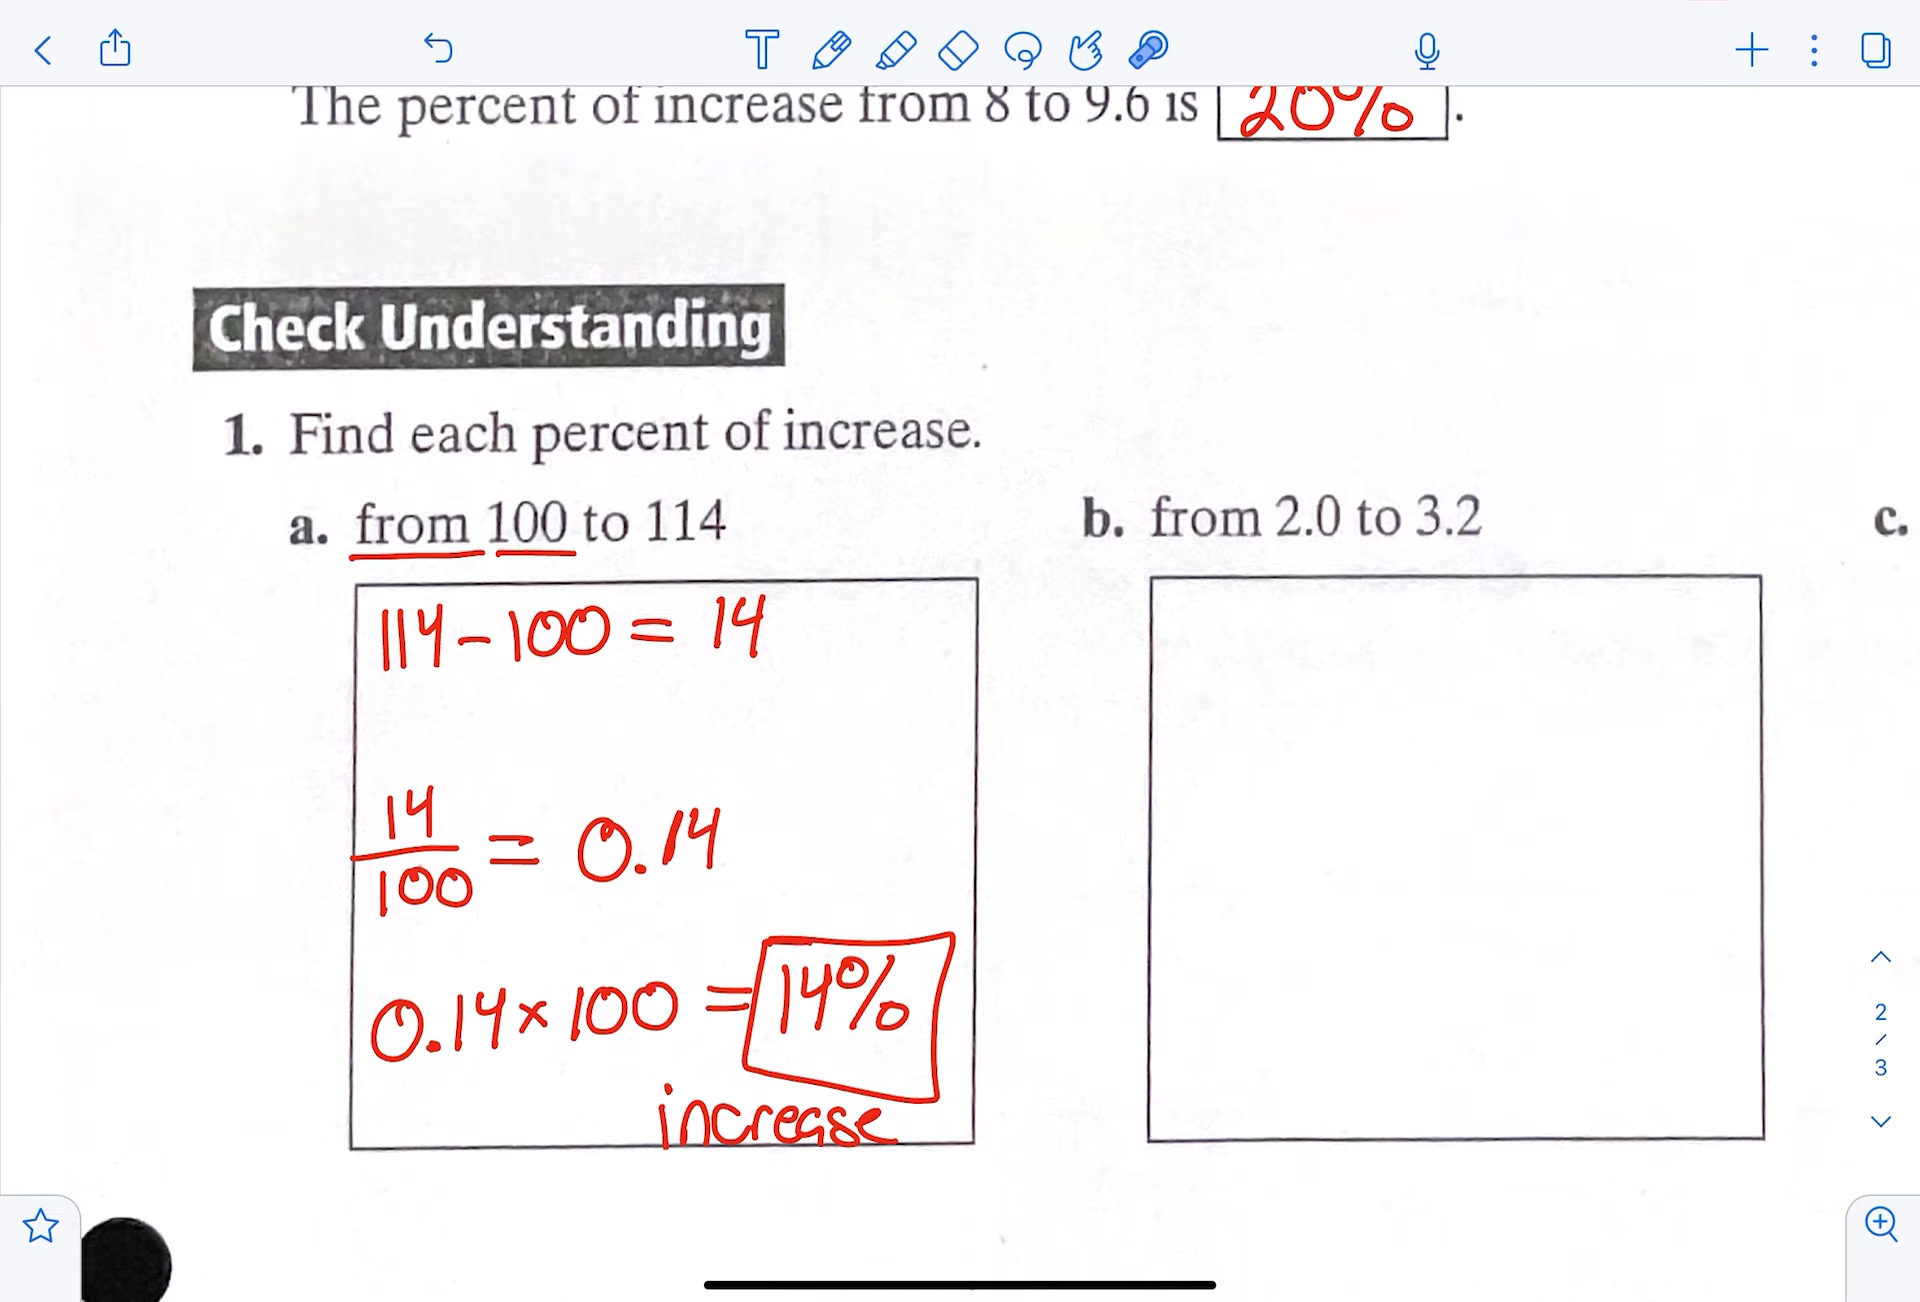 The percent of increase from 8 to 9.6 is 20%.
Check Understanding
1. Find each percent of increase.
a. from 100 to 114
b. from 2.0 to 3.2
c.
114 - 100 = 14
14/100 = 0.14
0.14 x 100 = 14%
increase
2
/
3